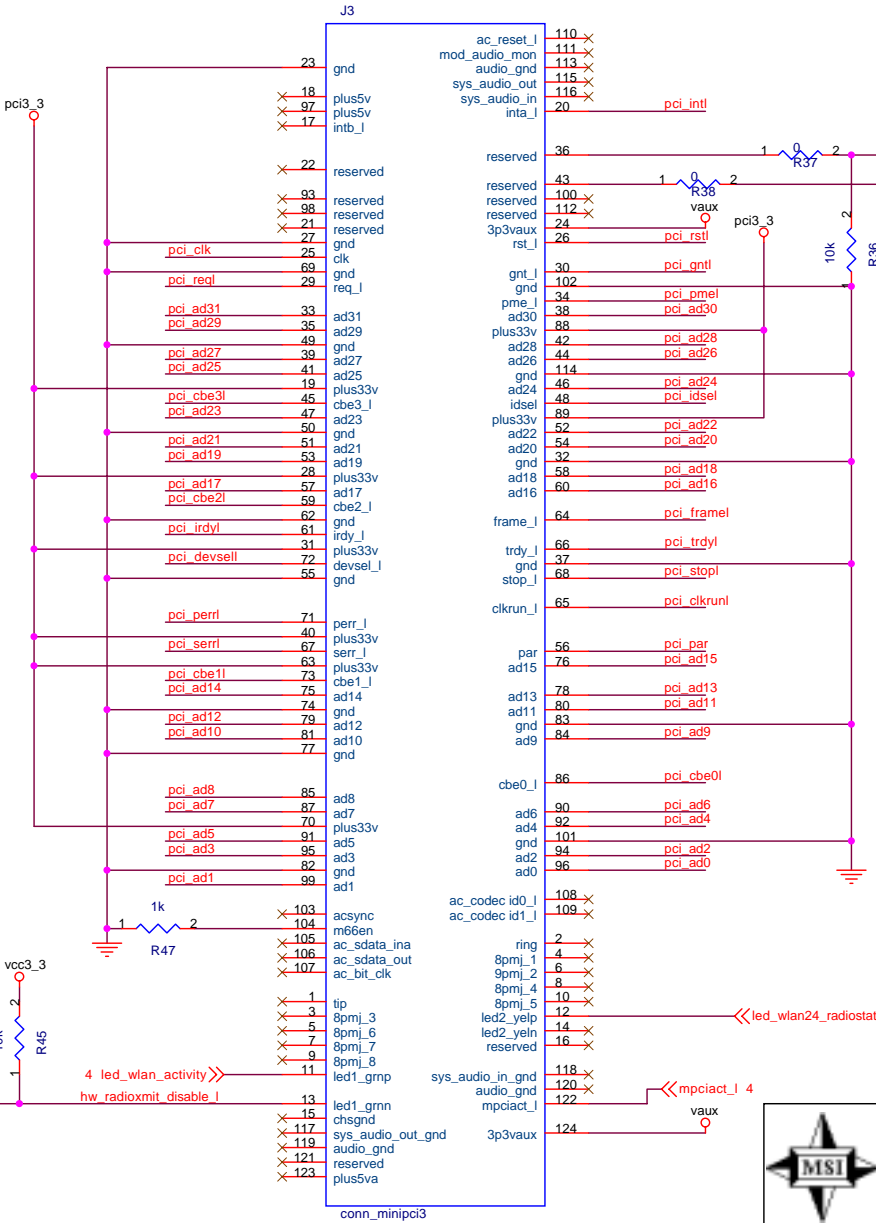 J3
23 gnd
pci3_3
18 plus5v
97 plus5v
17 intb_l
22 reserved
93 reserved
98 reserved
21 reserved
27 gnd
pci_clk 25 clk
69 gnd
pci_reql 29 req_l
pci_ad31 33 ad31
pci_ad29 35 ad29
49 gnd
pci_ad27 39 ad27
pci_ad25 41 ad25
19 plus33v
pci_cbe3l 45 cbe3_l
pci_ad23 47 ad23
50 gnd
pci_ad21 51 ad21
pci_ad19 53 ad19
28 plus33v
pci_ad17 57 ad17
pci_cbe2l 59 cbe2_l
62 gnd
pci_irdyl 61 irdy_l
31 plus33v
pci_devsell 72 devsel_l
55 gnd
pci_perrl 71 perr_l
40 plus33v
pci_serrl 67 serr_l
63 plus33v
pci_cbe1l 73 cbe1_l
pci_ad14 75 ad14
74 gnd
pci_ad12 79 ad12
pci_ad10 81 ad10
77 gnd
pci_ad8 85 ad8
pci_ad7 87 ad7
70 plus33v
pci_ad5 91 ad5
pci_ad3 95 ad3
82 gnd
pci_ad1 99 ad1
103 acsync
1k
1 2 104 m66en
R47
105 ac_sdata_ina
106 ac_sdata_out
107 ac_bit_clk
vcc3_3
2
R45
1
1 tip
3 8pmj_3
5 8pmj_6
7 8pmj_7
9 8pmj_8
4 led_wlan_activity 11 led1_grnp
hw_radioxmit_disable_l 13 led1_grnn
15 chsgnd
117 sys_audio_out_gnd
119 audio_gnd
121 reserved
123 plus5va
conn_minipci3
ac_reset_l 110
mod_audio_mon 111
audio_gnd 113
sys_audio_out 115
sys_audio_in 116
inta_l 20 pci_intl
reserved 36 1 0 2
R37
reserved 43 1 0 2
R38
reserved 100
reserved 112
3p3vaux 24 vaux
rst_l 26 pci_rstl
pci3_3
2
10k
R36
1
gnt_l 30 pci_gntl
gnd 102
pme_l 34 pci_pmel
ad30 38 pci_ad30
plus33v 88
ad28 42 pci_ad28
ad26 44 pci_ad26
gnd 114
ad24 46 pci_ad24
idsel 48 pci_idsel
plus33v 89
ad22 52 pci_ad22
ad20 54 pci_ad20
gnd 32
ad18 58 pci_ad18
ad16 60 pci_ad16
frame_l 64 pci_framel
trdy_l 66 pci_trdyl
gnd 37
stop_l 68 pci_stopl
clkrun_l 65 pci_clkrunl
par 56 pci_par
ad15 76 pci_ad15
ad13 78 pci_ad13
ad11 80 pci_ad11
gnd 83
ad9 84 pci_ad9
cbe0_l 86 pci_cbe0l
ad6 90 pci_ad6
ad4 92 pci_ad4
gnd 101
ad2 94 pci_ad2
ad0 96 pci_ad0
ac_codec id0_l 108
ac_codec id1_l 109
ring 2
8pmj_1 4
9pmj_2 6
8pmj_4 8
8pmj_5 10
led2_yelp 12 led_wlan24_radiostat
led2_yeln 14
reserved 16
sys_audio_in_gnd 118
audio_gnd 120
mpciact_l 122 mpciact_l 4
3p3vaux 124 vaux
MSI